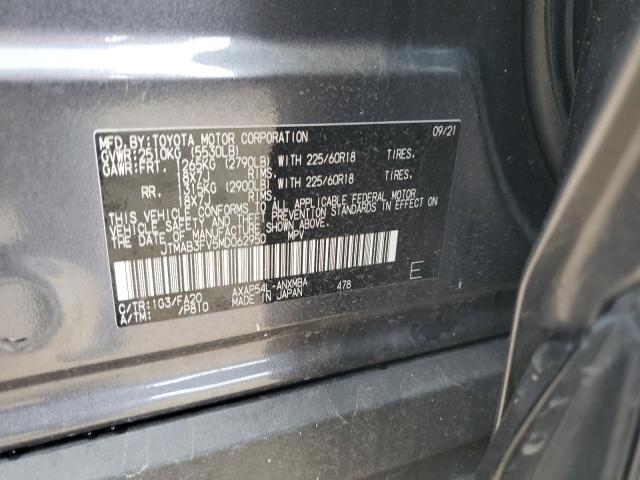 MFD. BY: TOYOTA MOTOR CORPORATION 09/21
GVWR: 2510KG (5530LB)
GAWR: FRT. 1265KG (2790LB) WITH 225/60R18 TIRES.
18X7J RIMS.
RR. 1315KG (2900LB) WITH 225/60R18 TIRES.
18X7J RIMS.
THIS VEHICLE CONFORMS TO ALL APPLICABLE FEDERAL MOTOR
VEHICLE SAFETY AND THEFT PREVENTION STANDARDS IN EFFECT ON
THE DATE OF MANUFACTURE SHOWN ABOVE.
JTMAB3FV5MD062950 MPV
E
C/TR: 1G3/FA20 AXAP54L-ANXMBA 478
A/TM: /P810 MADE IN JAPAN